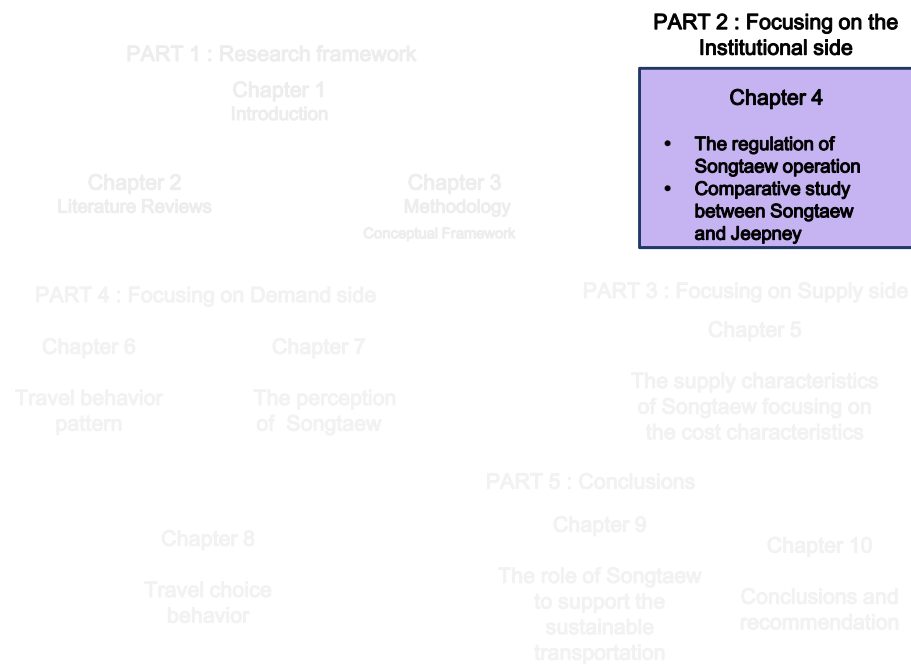 PART 2 : Focusing on the
Institutional side
PART 1 : Research framework
Chapter 1
Introduction
Chapter 4
• The regulation of
Songtaew operation
• Comparative study
between Songtaew
and Jeepney
Chapter 2
Literature Reviews
Chapter 3
Methodology
Conceptual Framework
PART 4 : Focusing on Demand side
PART 3 : Focusing on Supply side
Chapter 6
Travel behavior
pattern
Chapter 7
The perception
of Songtaew
Chapter 5
The supply characteristics
of Songtaew focusing on
the cost characteristics
PART 5 : Conclusions
Chapter 8
Travel choice
behavior
Chapter 9
The role of Songtaew
to support the
sustainable
transportation
Chapter 10
Conclusions and
recommendation